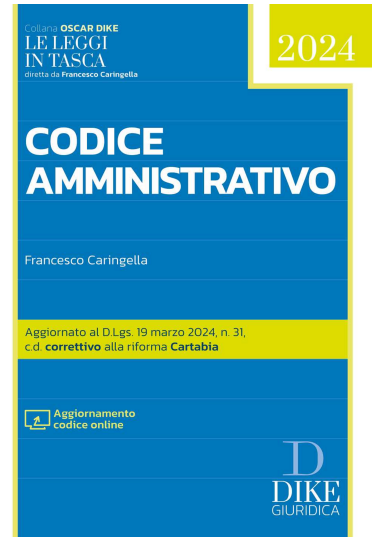 Collana OSCAR DIKE
LE LEGGI
IN TASCA
diretta da Francesco Caringella
2024
CODICE
AMMINISTRATIVO
Francesco Caringella
Aggiornato al D.Lgs. 19 marzo 2024, n. 31,
c.d. correttivo alla riforma Cartabia
Aggiornamento
codice online
D
DIKE
GIURIDICA